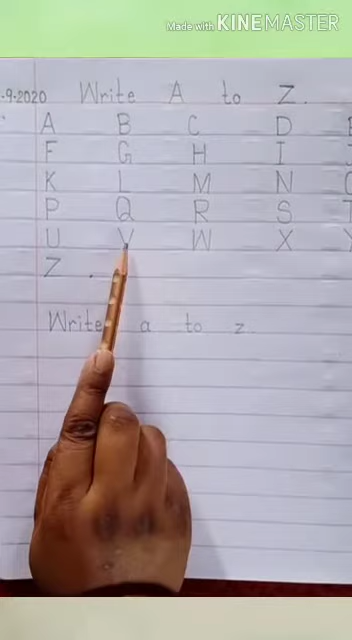 Made with KINEMASTER
-9-2020 Write A to Z.
A B C D E
F G H I J
K L M N O
P Q R S T
U V W X Y
Z.
Write a to z.